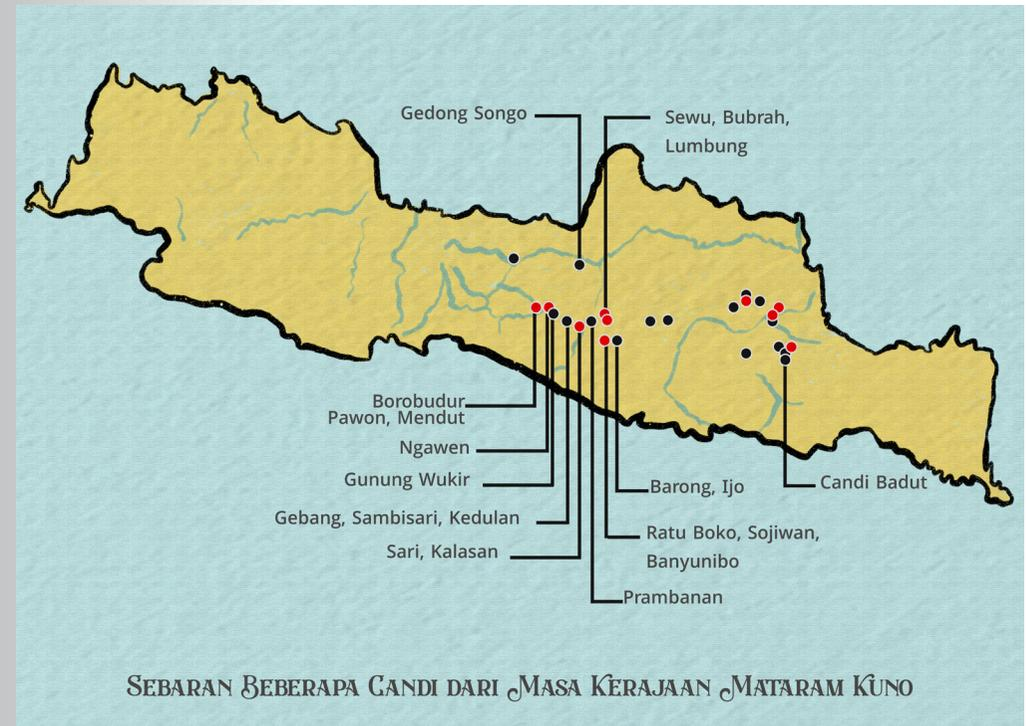 Gedong Songo
Sewu, Bubrah,
Lumbung
Borobudur
Pawon, Mendut
Ngawen
Gunung Wukir
Gebang, Sambisari, Kedulan
Sari, Kalasan
Barong, Ijo
Candi Badut
Ratu Boko, Sojiwan,
Banyunibo
Prambanan
Sebaran Beberapa Candi dari Masa Kerajaan Mataram Kuno